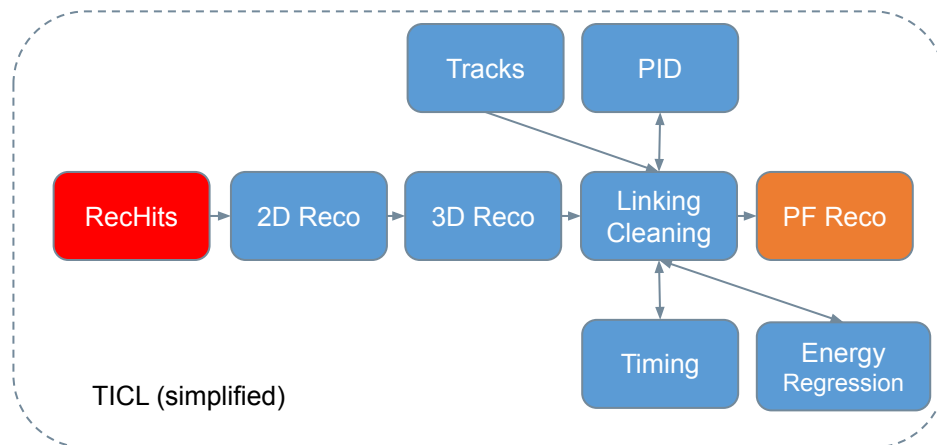 Tracks
PID
RecHits
2D Reco
3D Reco
Linking
Cleaning
PF Reco
Timing
Energy
Regression
TICL (simplified)